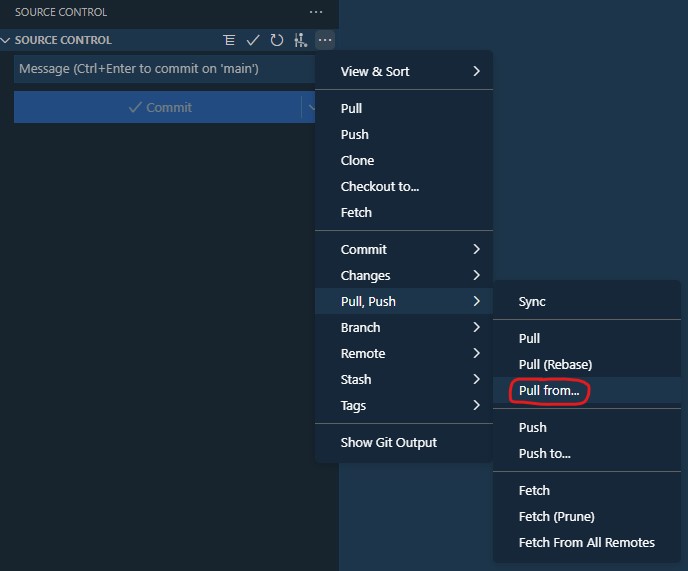 SOURCE CONTROL
SOURCE CONTROL
Message (Ctrl+Enter to commit on 'main')
Commit
View & Sort
Pull
Push
Clone
Checkout to...
Fetch
Commit
Changes
Pull, Push
Branch
Remote
Stash
Tags
Show Git Output
Sync
Pull
Pull (Rebase)
Pull from...
Push
Push to...
Fetch
Fetch (Prune)
Fetch From All Remotes